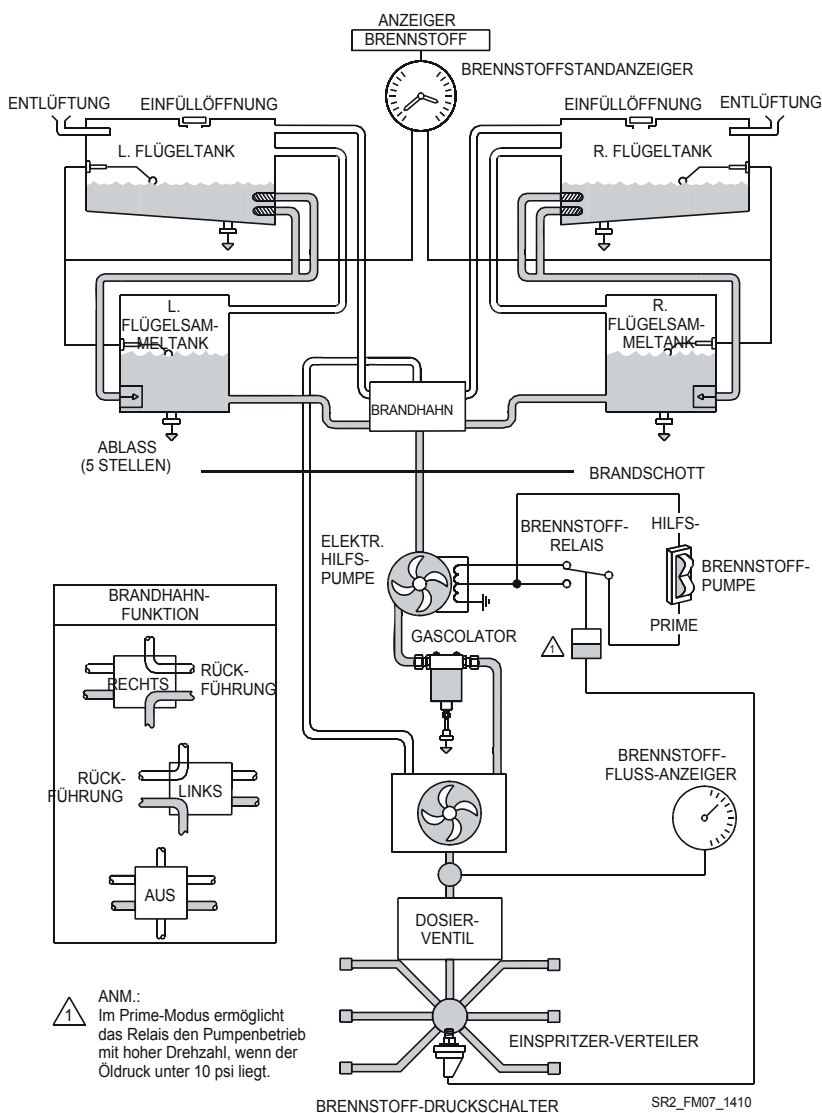 ANZEIGER
BRENNSTOFF
BRENNSTOFFSTANDANZEIGER
ENTLÜFTUNG
EINFÜLLÖFFNUNG
EINFÜLLÖFFNUNG
ENTLÜFTUNG
L. FLÜGELTANK
R. FLÜGELTANK
L.
FLÜGELSAM-
MELTANK
R.
FLÜGELSAM-
MELTANK
BRANDHAHN
ABLASS
(5 STELLEN)
BRANDSCHOTT
ELEKTR.
HILFS-
PUMPE
BRENNSTOFF-
RELAIS
HILFS-
BRENNSTOFF-
PUMPE
PRIME
1
GASCOLATOR
BRANDHAHN-
FUNKTION
RECHTS
RÜCK-
FÜHRUNG
RÜCK-
FÜHRUNG
LINKS
AUS
BRENNSTOFF-
FLUSS-ANZEIGER
DOSIER-
VENTIL
1
ANM.:
Im Prime-Modus ermöglicht
das Relais den Pumpenbetrieb
mit hoher Drehzahl, wenn der
Öldruck unter 10 psi liegt.
EINSPRITZER-VERTEILER
BRENNSTOFF-DRUCKSCHALTER
SR2_FM07_1410